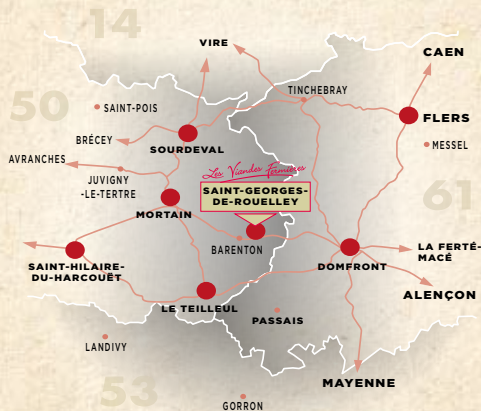 14
VIRE
CAEN
TINCHEBRAY
50
SAINT-POIS
FLERS
BRÉCEY
SOURDEVAL
MESSEL
AVRANCHES
Les Viandes Fermières
JUVIGNY
-LE-TERTRE
SAINT-GEORGES-
DE-ROUELLEY
61
MORTAIN
BARENTON
LA FERTÉ-
MACÉ
SAINT-HILAIRE-
DU-HARCOUËT
DOMFRONT
ALENÇON
LE TEILLEUL
PASSAIS
LANDIVY
53
MAYENNE
GORRON